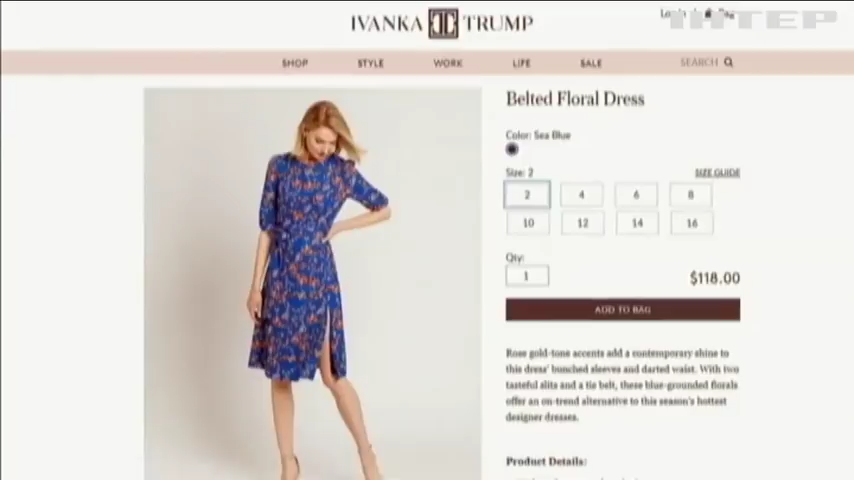 ІНТЕР
IVANKA TRUMP
SHOP STYLE WORK LIFE SALE SEARCH
Belted Floral Dress
Color: Sea Blue
Size: 2 SIZE GUIDE
2 4 6 8
10 12 14 16
Qty:
1 $118.00
ADD TO BAG
Rose gold-tone accents add a contemporary shine to
this dress' bunched sleeves and darted waist. With two
tasteful slits and a tie belt, these blue-grounded florals
offer an on-trend alternative to this season's hottest
designer dresses.
Product Details: